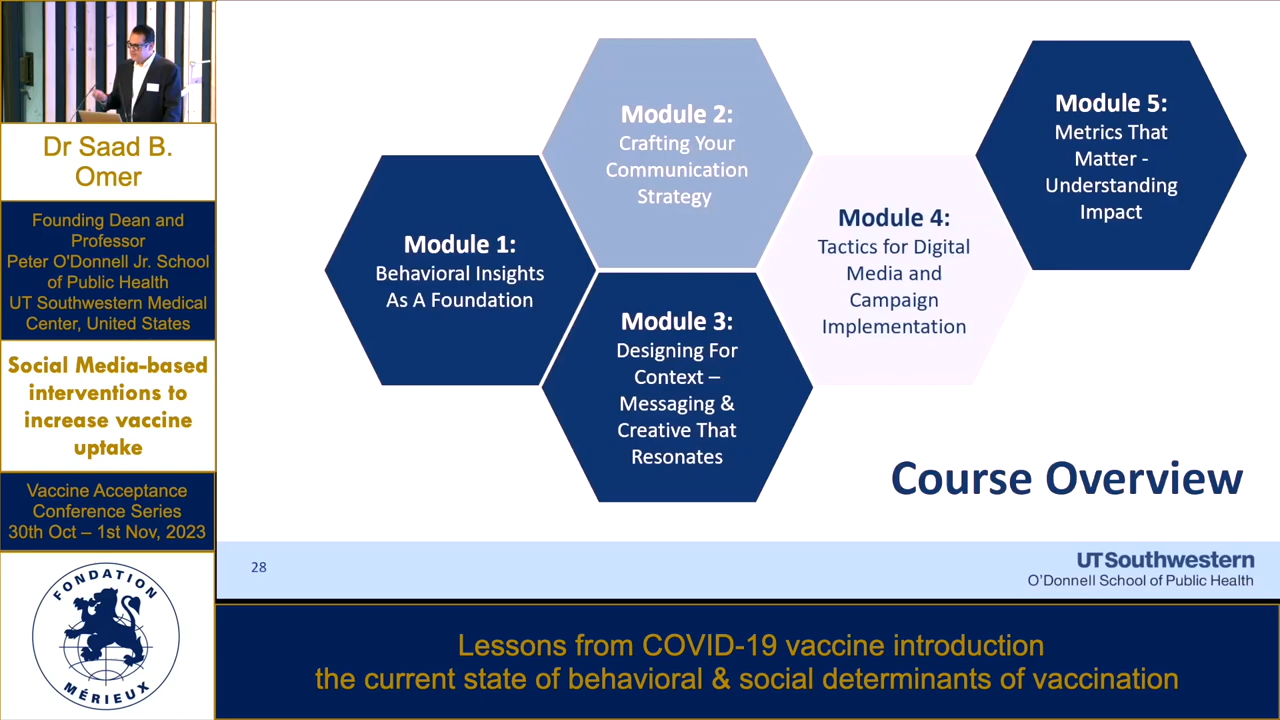 Dr Saad B.
Omer
Founding Dean and
Professor
Peter O'Donnell Jr. School
of Public Health
UT Southwestern Medical
Center, United States
Social Media-based
interventions to
increase vaccine
uptake
Vaccine Acceptance
Conference Series
30th Oct – 1st Nov, 2023
FONDATION
MÉRIEUX
Module 1:
Behavioral Insights
As A Foundation
Module 2:
Crafting Your
Communication
Strategy
Module 3:
Designing For
Context –
Messaging &
Creative That
Resonates
Module 4:
Tactics for Digital
Media and
Campaign
Implementation
Module 5:
Metrics That
Matter -
Understanding
Impact
Course Overview
28
UTSouthwestern
O'Donnell School of Public Health
Lessons from COVID-19 vaccine introduction
the current state of behavioral & social determinants of vaccination